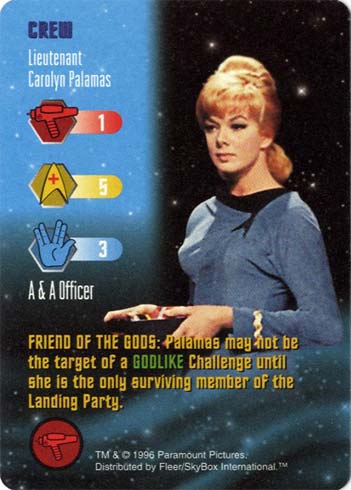 CREW
Lieutenant
Carolyn Palamas
1
5
3
A & A Officer
FRIEND OF THE GODS: Palamas may not be
the target of a GODLIKE Challenge until
she is the only surviving member of the
Landing Party.
TM & © 1996 Paramount Pictures.
Distributed by Fleer/SkyBox International.™